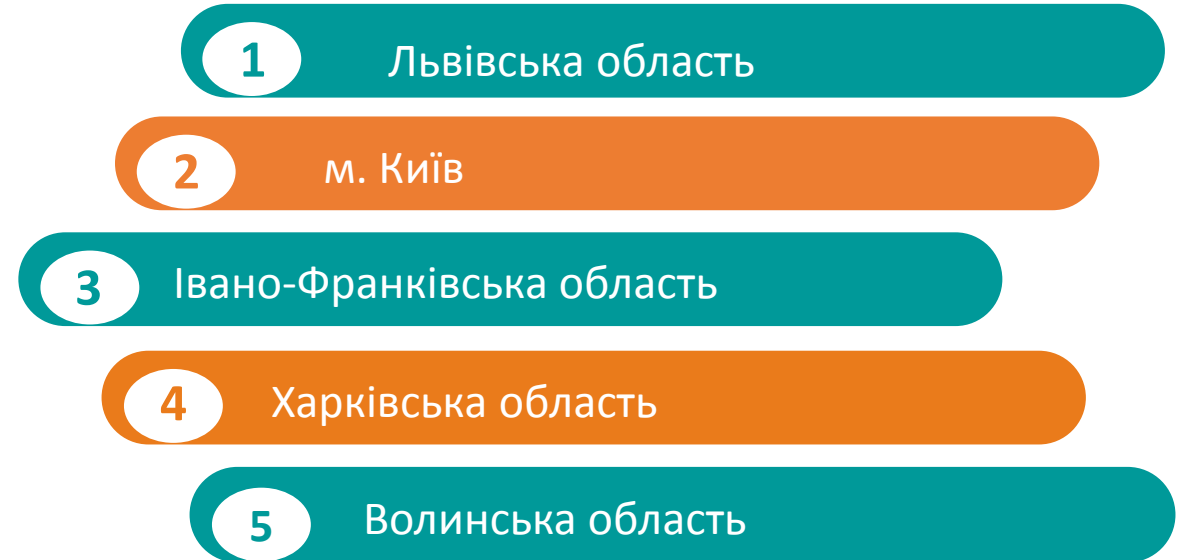 1 Львівська область
2 м. Київ
3 Івано-Франківська область
4 Харківська область
5 Волинська область